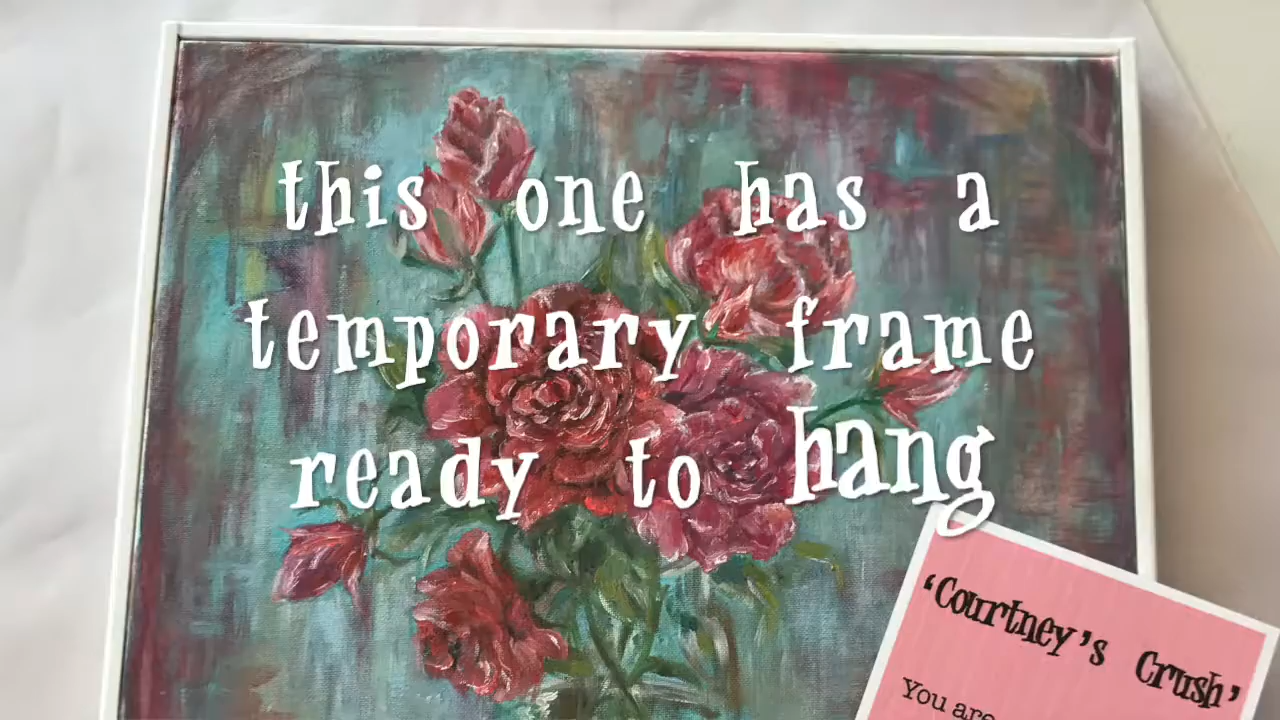 this one has a
temporary frame
ready to hang
'Courtney's Crush'
You are